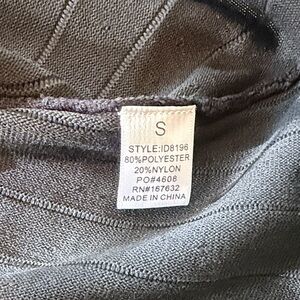 S
STYLE:ID8196
80%POLYESTER
20%NYLON
PO#4608
RN#167632
MADE IN CHINA